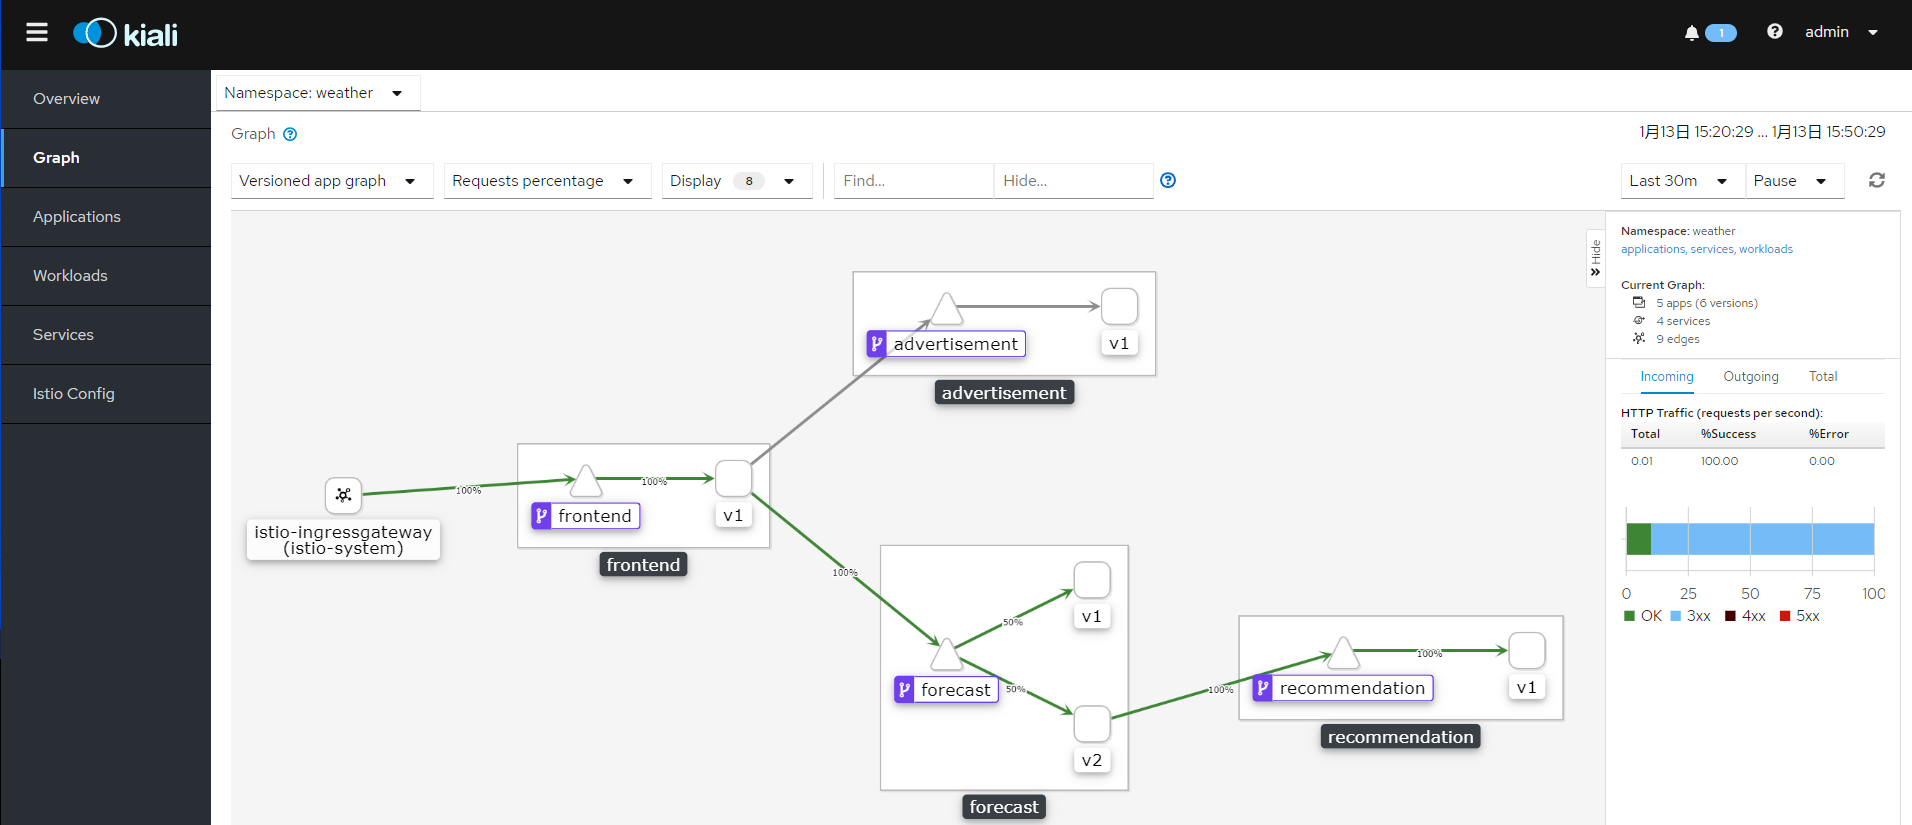 kiali
1
admin
Overview
Graph
Applications
Workloads
Services
Istio Config
Namespace: weather
Graph
1月13日 15:20:29 ... 1月13日 15:50:29
Versioned app graph
Requests percentage
Display 8
Find...
Hide...
Last 30m
Pause
advertisement
v1
advertisement
100%
100%
frontend
v1
istio-ingressgateway
(istio-system)
frontend
100%
50%
v1
50%
forecast
v2
forecast
100%
100%
recommendation
v1
recommendation
Hide
Namespace: weather
applications, services, workloads
Current Graph:
5 apps (6 versions)
4 services
9 edges
Incoming
Outgoing
Total
HTTP Traffic (requests per second):
Total %Success %Error
0.01 100.00 0.00
0 25 50 75 100
OK 3xx 4xx 5xx